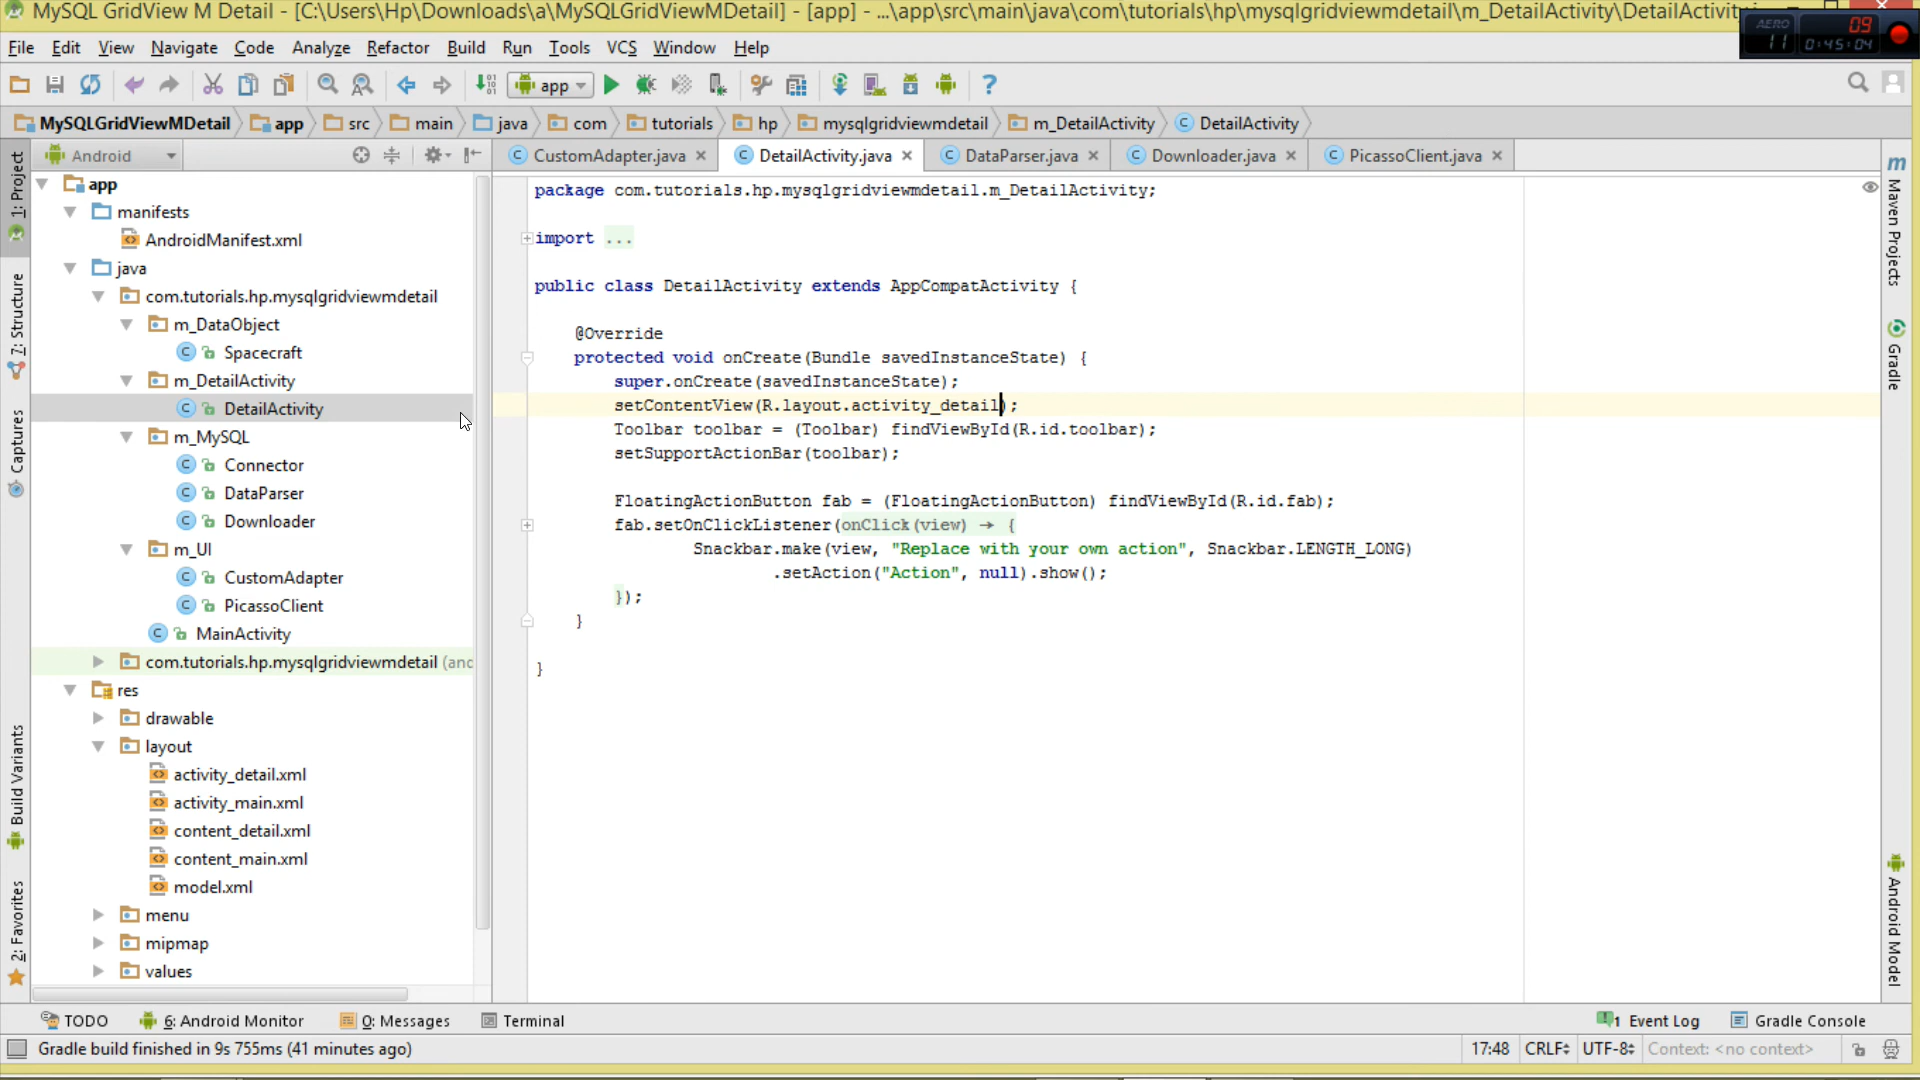 MySQL GridView M Detail - [C:\Users\Hp\Downloads\a\MySQLGridViewMDetail] - [app] - ...\app\src\main\java\com\tutorials\hp\mysqlgridviewmdetail\m_DetailActivity\DetailActivity
AERO 11 09 0:45:04
File Edit View Navigate Code Analyze Refactor Build Run Tools VCS Window Help
app
MySQLGridViewMDetail app src main java com tutorials hp mysqlgridviewmdetail m_DetailActivity DetailActivity
Android
CustomAdapter.java DetailActivity.java DataParser.java Downloader.java PicassoClient.java
1: Project
7: Structure
Captures
Build Variants
2: Favorites
app
manifests
AndroidManifest.xml
java
com.tutorials.hp.mysqlgridviewmdetail
m_DataObject
Spacecraft
m_DetailActivity
DetailActivity
m_MySQL
Connector
DataParser
Downloader
m_UI
CustomAdapter
PicassoClient
MainActivity
com.tutorials.hp.mysqlgridviewmdetail (and
res
drawable
layout
activity_detail.xml
activity_main.xml
content_detail.xml
content_main.xml
model.xml
menu
mipmap
values
package com.tutorials.hp.mysqlgridviewmdetail.m_DetailActivity;
import ...
public class DetailActivity extends AppCompatActivity {
@Override
protected void onCreate(Bundle savedInstanceState) {
super.onCreate(savedInstanceState);
setContentView(R.layout.activity_detail);
Toolbar toolbar = (Toolbar) findViewById(R.id.toolbar);
setSupportActionBar(toolbar);
FloatingActionButton fab = (FloatingActionButton) findViewById(R.id.fab);
fab.setOnClickListener(onClick(view) → {
Snackbar.make(view, "Replace with your own action", Snackbar.LENGTH_LONG)
.setAction("Action", null).show();
});
}
}
m Maven Projects
Gradle
Android Model
TODO 6: Android Monitor 0: Messages Terminal 1 Event Log Gradle Console
Gradle build finished in 9s 755ms (41 minutes ago) 17:48 CRLF UTF-8 Context: <no context>